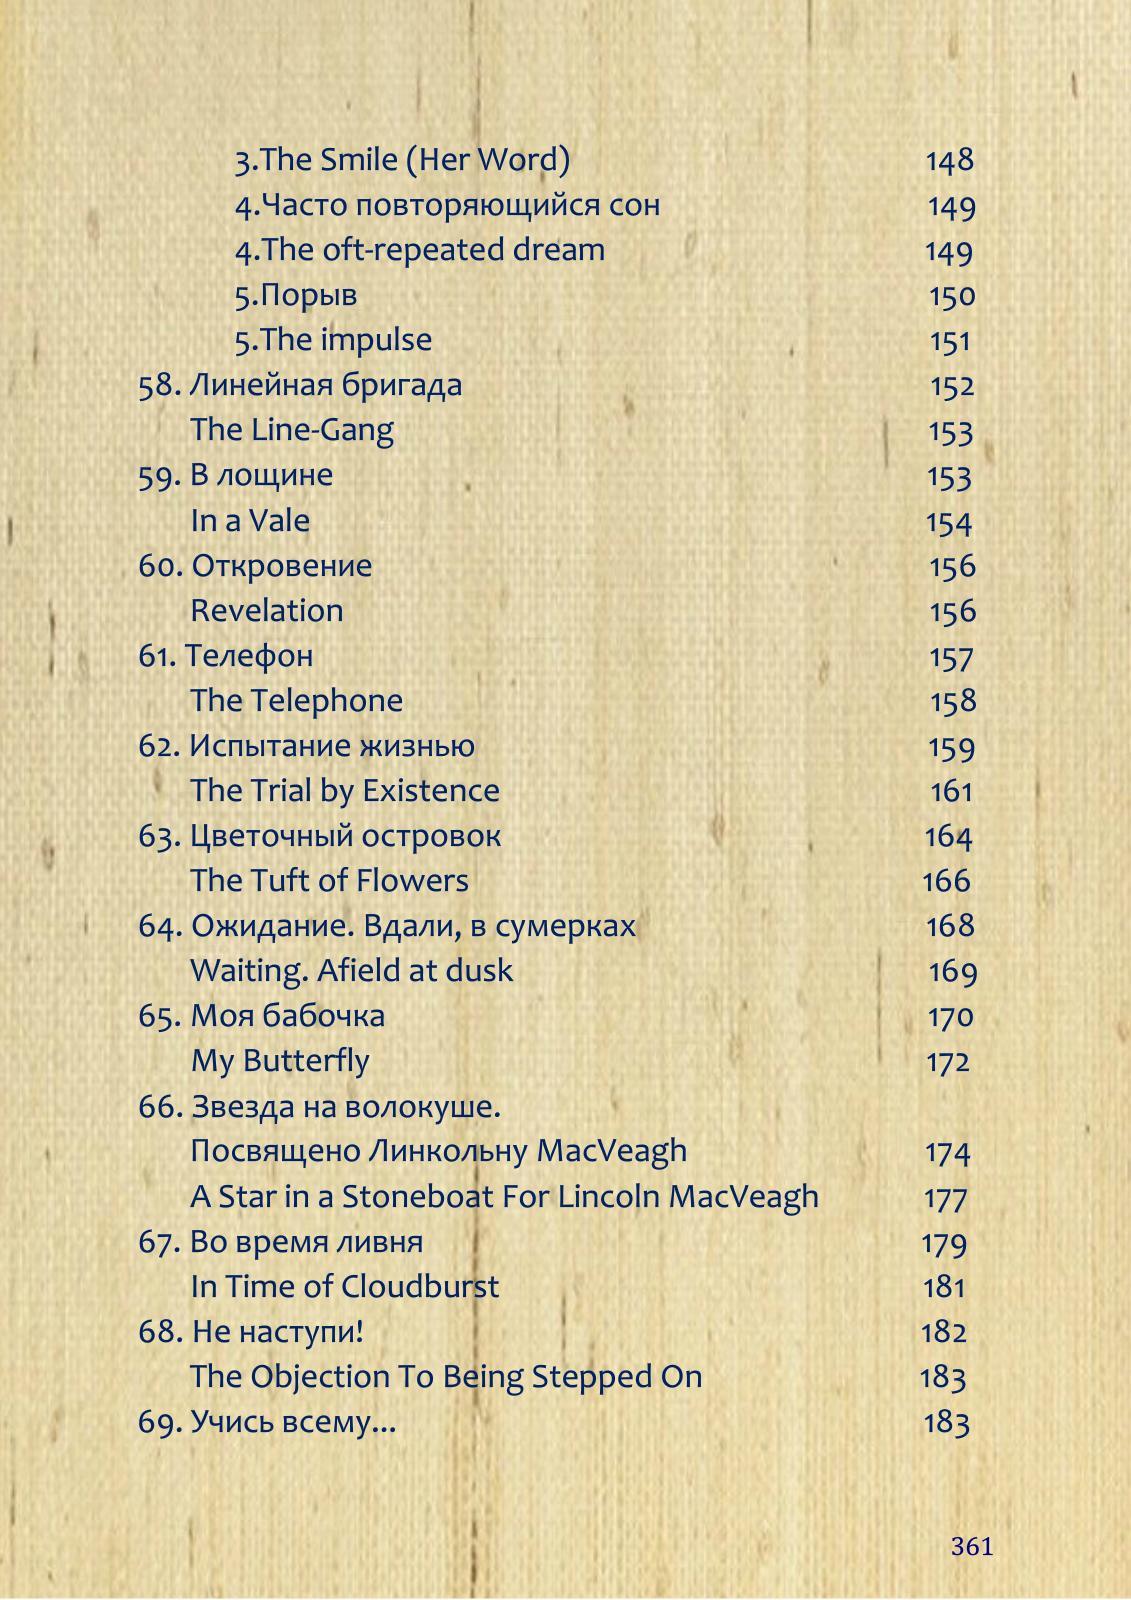 3.The Smile (Her Word) 148
4.Часто повторяющийся сон 149
4.The oft-repeated dream 149
5.Порыв 150
5.The impulse 151
58. Линейная бригада 152
The Line-Gang 153
59. В лощине 153
In a Vale 154
60. Откровение 156
Revelation 156
61. Телефон 157
The Telephone 158
62. Испытание жизнью 159
The Trial by Existence 161
63. Цветочный островок 164
The Tuft of Flowers 166
64. Ожидание. Вдали, в сумерках 168
Waiting. Afield at dusk 169
65. Моя бабочка 170
My Butterfly 172
66. Звезда на волокуше.
Посвящено Линкольну MacVeagh 174
A Star in a Stoneboat For Lincoln MacVeagh 177
67. Во время ливня 179
In Time of Cloudburst 181
68. Не наступи! 182
The Objection To Being Stepped On 183
69. Учись всему... 183
361